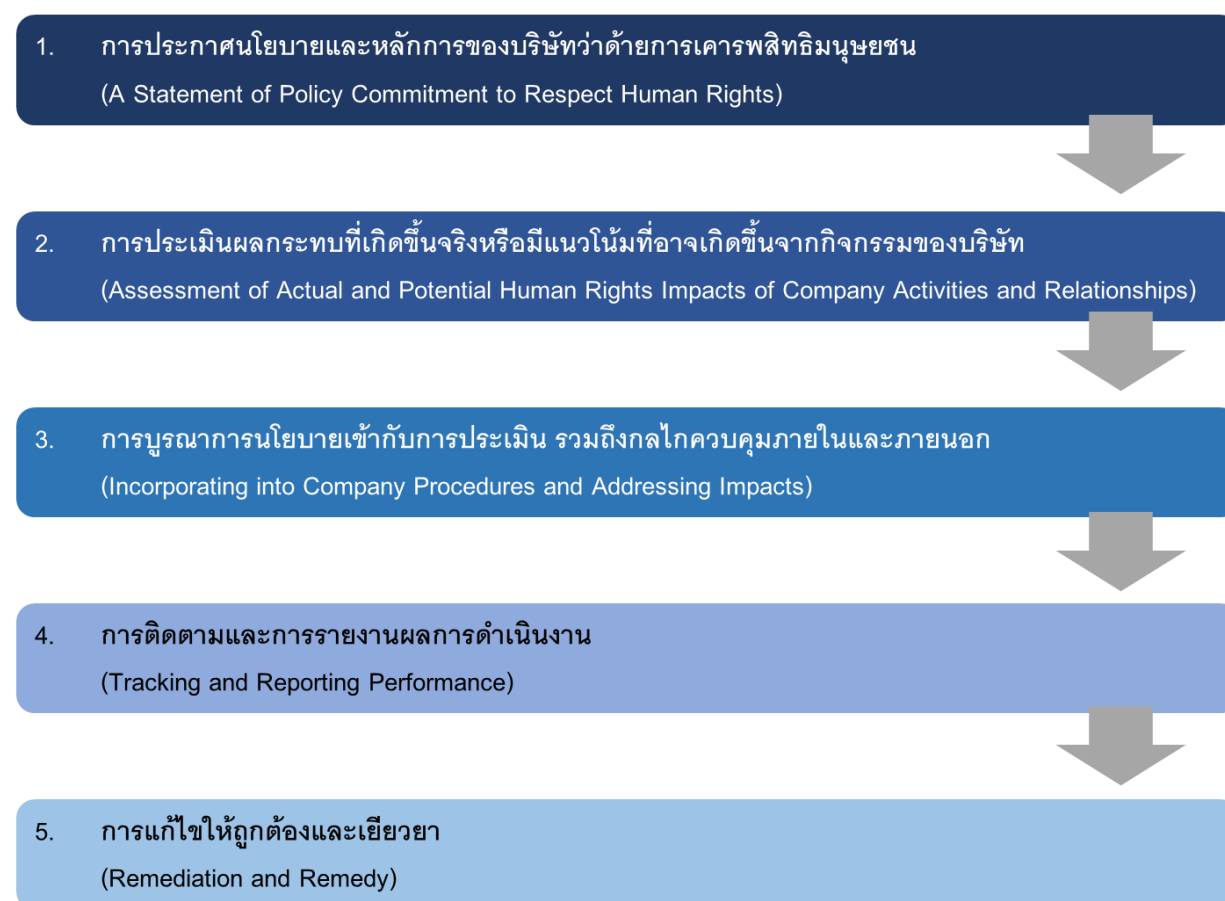 1. การประกาศนโยบายและหลักการของบริษัทว่าด้วยการเคารพสิทธิมนุษยชน
(A Statement of Policy Commitment to Respect Human Rights)
2. การประเมินผลกระทบที่เกิดขึ้นจริงหรือมีแนวโน้มที่อาจเกิดขึ้นจากกิจกรรมของบริษัท
(Assessment of Actual and Potential Human Rights Impacts of Company Activities and Relationships)
3. การบูรณาการนโยบายเข้ากับการประเมิน รวมถึงกลไกควบคุมภายในและภายนอก
(Incorporating into Company Procedures and Addressing Impacts)
4. การติดตามและการรายงานผลการดำเนินงาน
(Tracking and Reporting Performance)
5. การแก้ไขให้ถูกต้องและเยียวยา
(Remediation and Remedy)